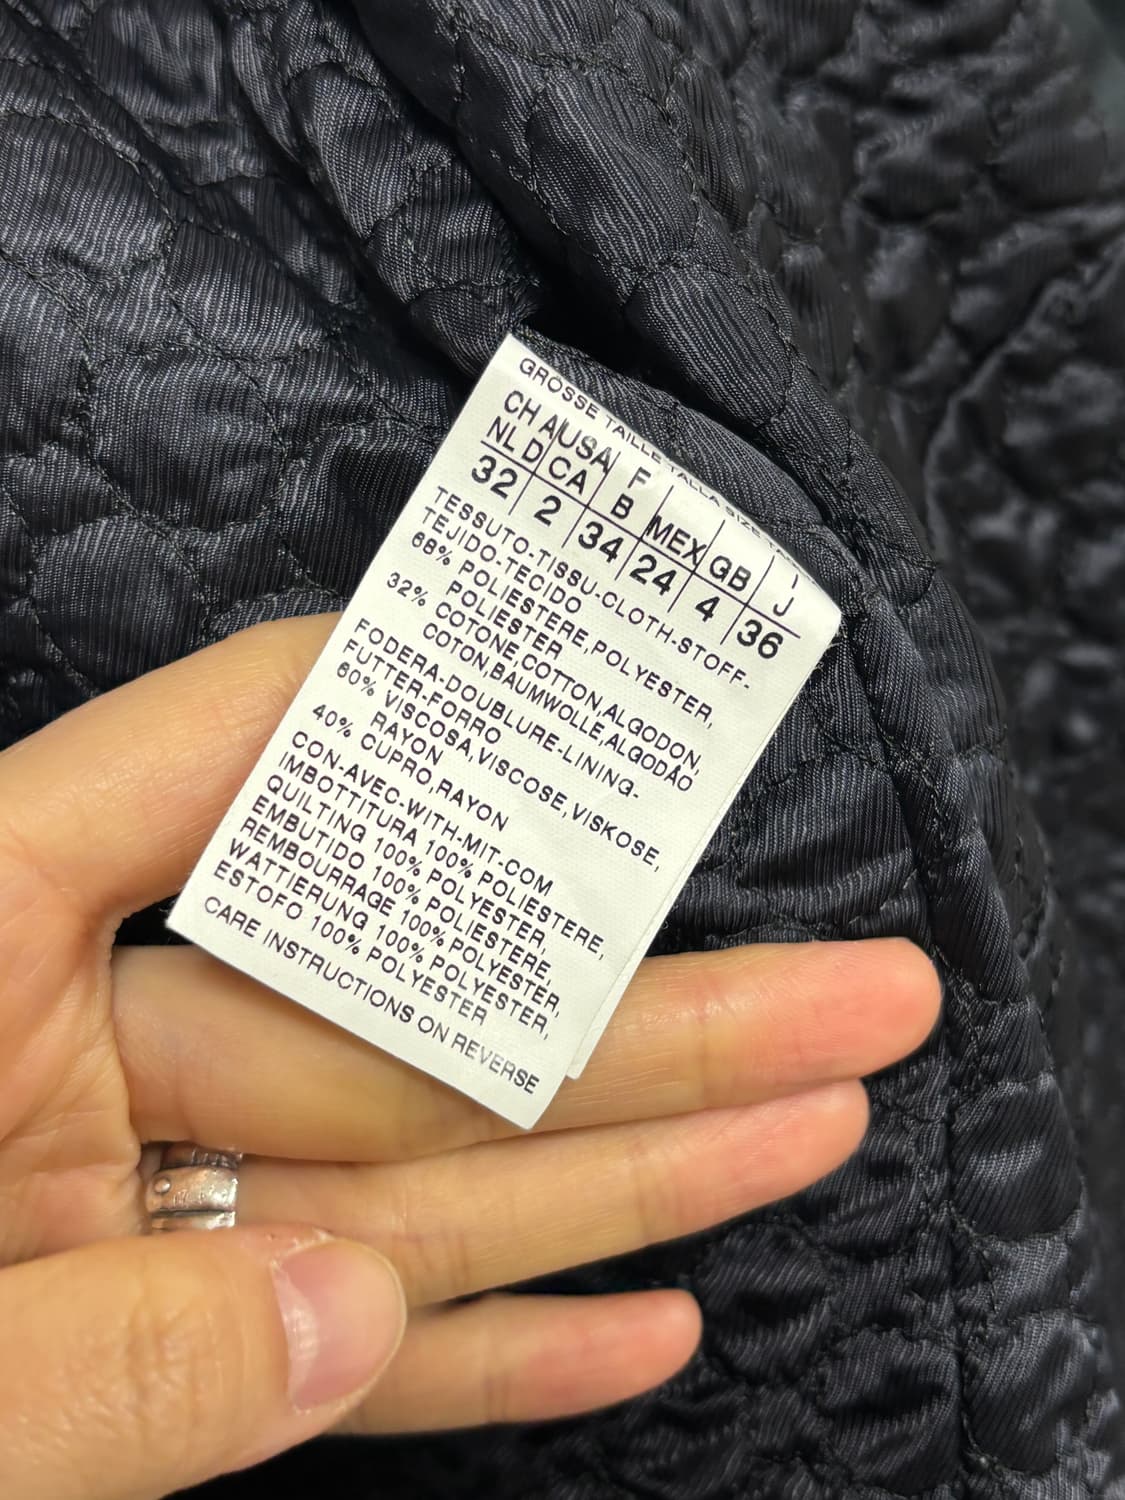 GROSSE TAILLE TALLA SIZE
CH A USA F
NL D CA B MEX GB J
32 2 34 24 4 36
TESSUTO-TISSU-CLOTH-STOFF-
TEJIDO-TECIDO
68% POLIESTERE,POLYESTER,
POLIESTER
32% COTONE,COTTON,ALGODON,
COTON,BAUMWOLLE,ALGODÃO
FODERA-DOUBLURE-LINING-
FUTTER-FORRO
60% VISCOSA,VISCOSE,VISKOSE,
RAYON
40% CUPRO,RAYON
CON-AVEC-WITH-MIT-COM
IMBOTTITURA 100% POLIESTERE,
QUILTING 100% POLYESTER,
EMBUTIDO 100% POLIESTERE,
REMBOURRAGE 100% POLYESTER,
WATTIERUNG 100% POLYESTER,
ESTOFO 100% POLYESTER
CARE INSTRUCTIONS ON REVERSE